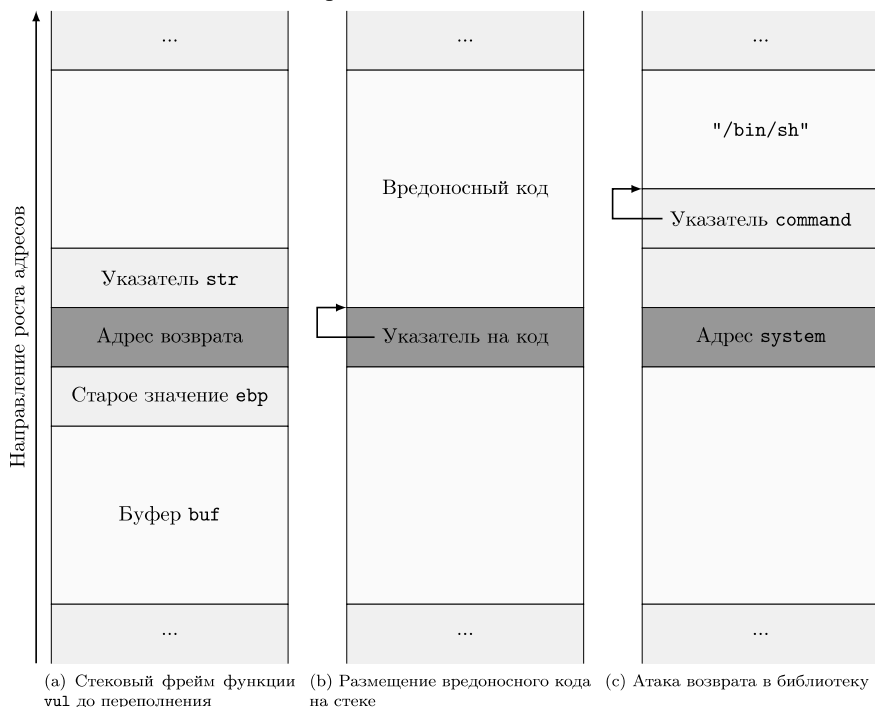 Направление роста адресов
...
Указатель str
Адрес возврата
Старое значение ebp
Буфер buf
...
(a) Стековый фрейм функции
vul до переполнения
...
Вредоносный код
Указатель на код
...
(b) Размещение вредоносного кода
на стеке
...
"/bin/sh"
Указатель command
Адрес system
...
(c) Атака возврата в библиотеку